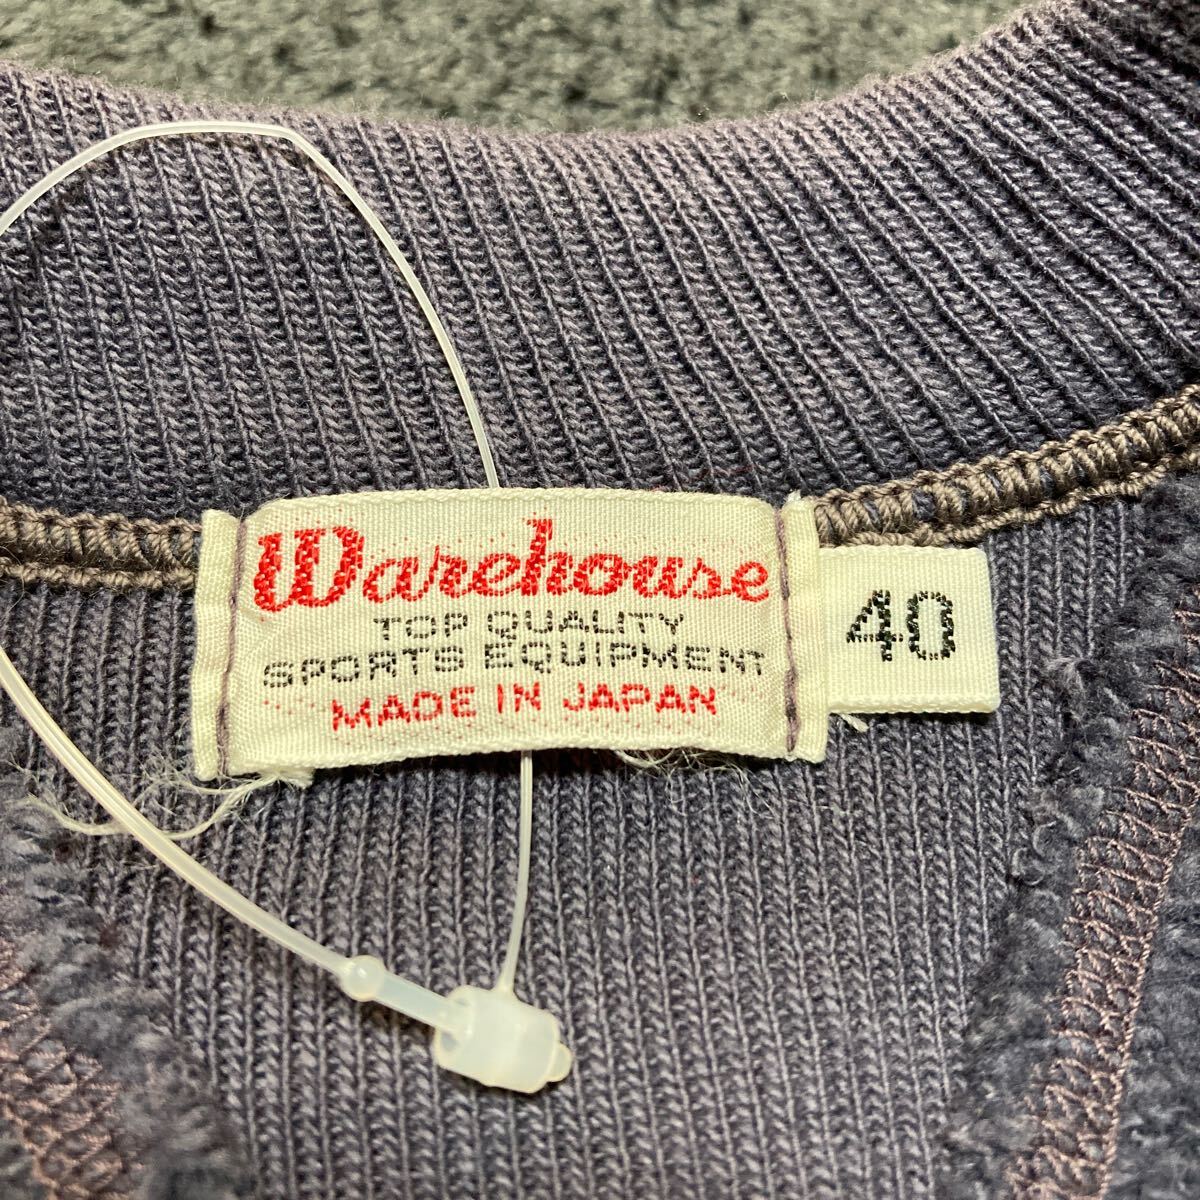 Warehouse
TOP QUALITY
SPORTS EQUIPMENT
MADE IN JAPAN
40